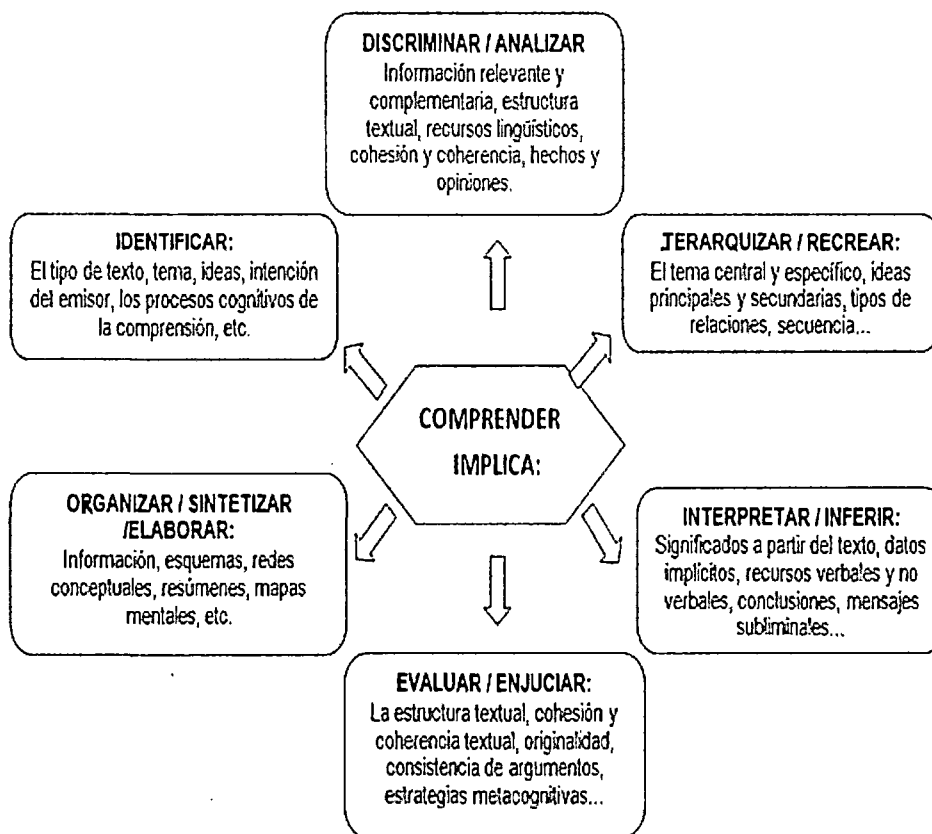 DISCRIMINAR / ANALIZAR
Información relevante y
complementaria, estructura
textual, recursos lingüísticos,
cohesión y coherencia, hechos y
opiniones.
IDENTIFICAR:
El tipo de texto, tema, ideas, intención
del emisor, los procesos cognitivos de
la comprensión, etc.
JERARQUIZAR / RECREAR:
El tema central y específico, ideas
principales y secundarias, tipos de
relaciones, secuencia...
COMPRENDER
IMPLICA:
ORGANIZAR / SINTETIZAR
/ELABORAR:
Información, esquemas, redes
conceptuales, resúmenes, mapas
mentales, etc.
INTERPRETAR / INFERIR:
Significados a partir del texto, datos
implícitos, recursos verbales y no
verbales, conclusiones, mensajes
subliminales...
EVALUAR / ENJUCIAR:
La estructura textual, cohesión y
coherencia textual, originalidad,
consistencia de argumentos,
estrategias metacognitivas...